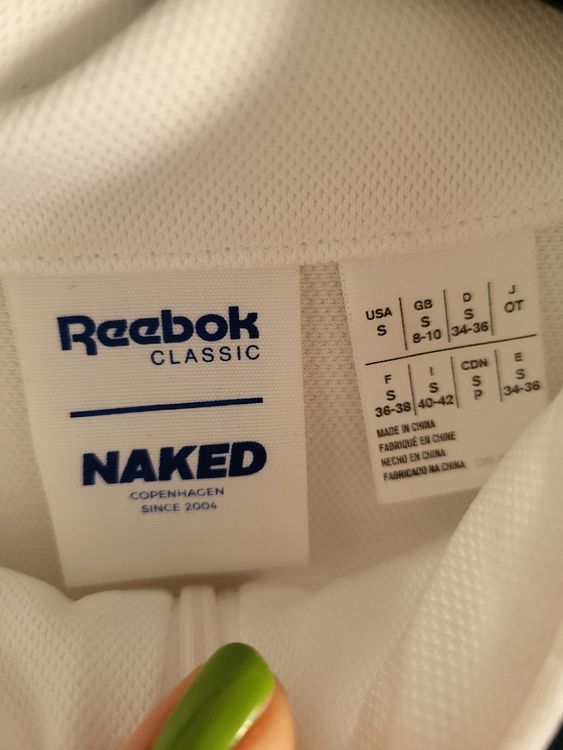 Reebok
CLASSIC
NAKED
COPENHAGEN
SINCE 2004
USA GB D J
S S S OT
8-10 34-36
F I CDN E
S S S S
36-38 40-42 P 34-36
MADE IN CHINA
FABRIQUÉ EN CHINE
HECHO EN CHINA
FABRICADO NA CHINA